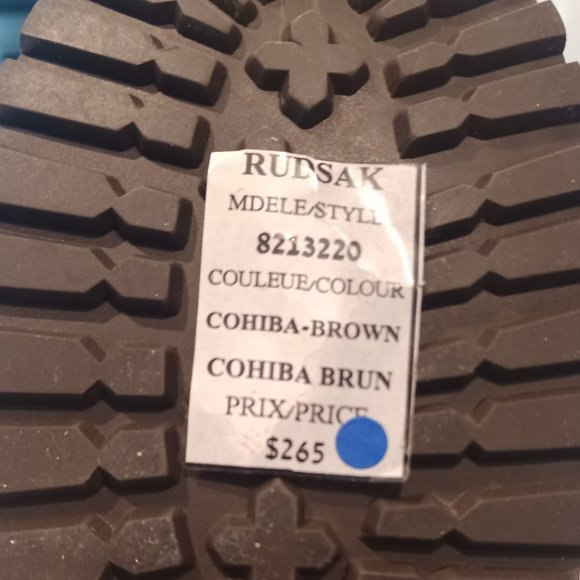 RUDSAK
MDELE/STYLE
8213220
COULEUE/COLOUR
COHIBA-BROWN
COHIBA BRUN
PRIX/PRICE
$265